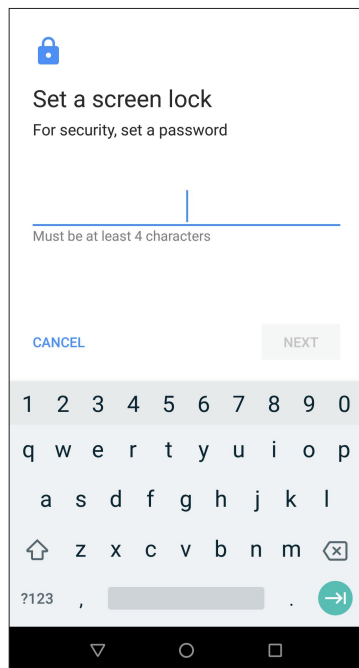 Set a screen lock
For security, set a password
Must be at least 4 characters
CANCEL NEXT
1 2 3 4 5 6 7 8 9 0
q w e r t y u i o p
a s d f g h j k l
z x c v b n m
?123 , .